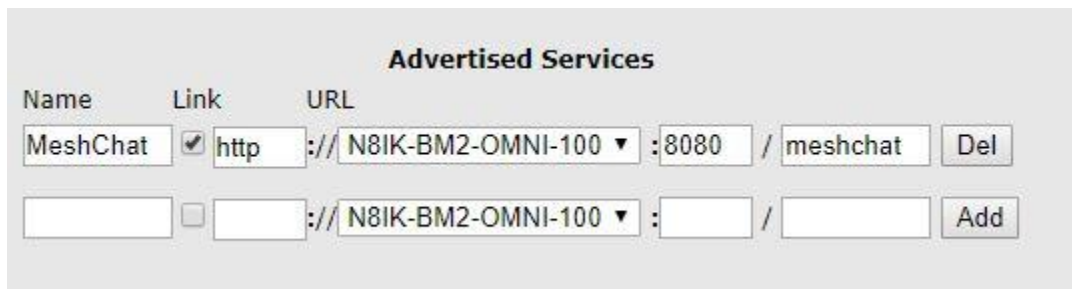 Advertised Services
Name Link URL
MeshChat http :// N8IK-BM2-OMNI-100 : 8080 / meshchat Del
:// N8IK-BM2-OMNI-100 : / Add